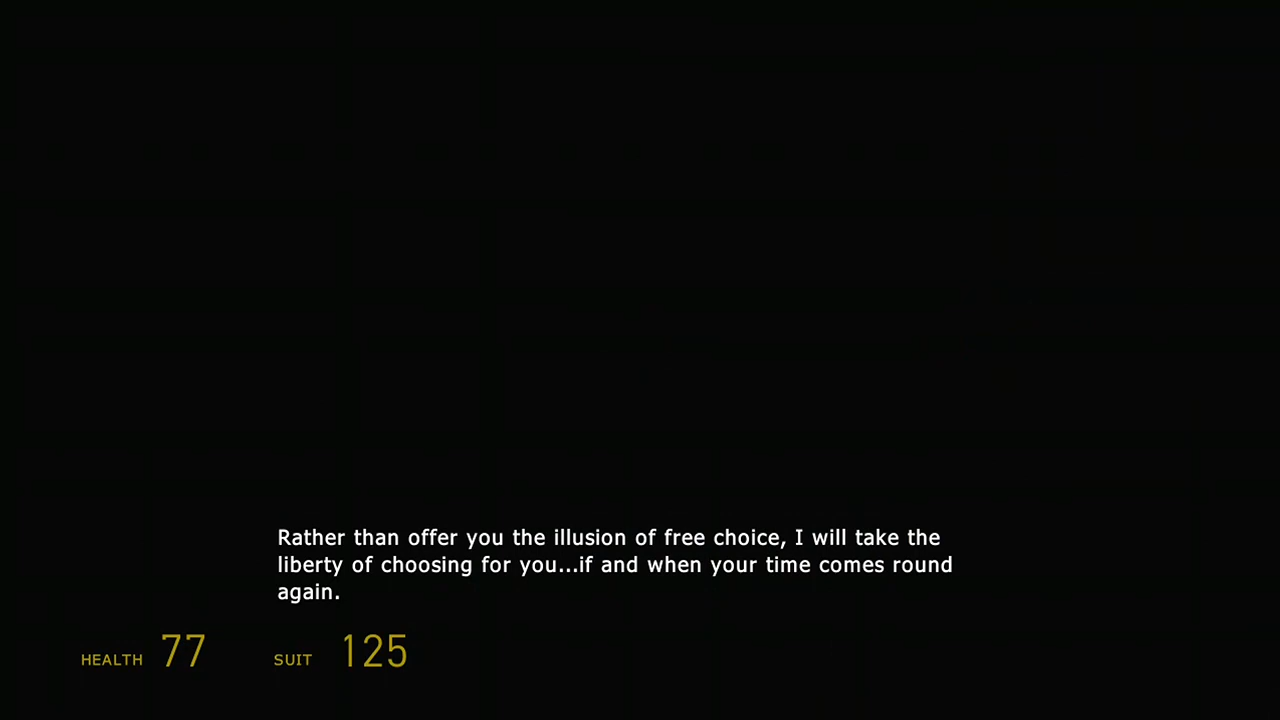 Rather than offer you the illusion of free choice, I will take the
liberty of choosing for you...if and when your time comes round
again.
HEALTH 77 SUIT 125